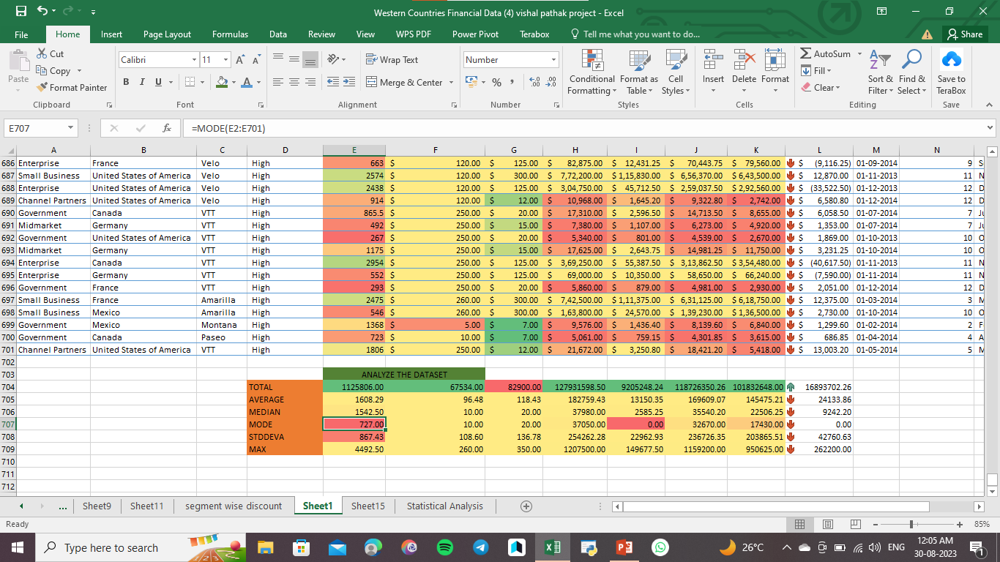 Western Countries Financial Data (4) vishal pathak project - Excel
File Home Insert Page Layout Formulas Data Review View WPS PDF Power Pivot Terabox Tell me what you want to do... Share
Paste Cut Copy Format Painter
Calibri 11 A A
B I U A
Wrap Text
Merge & Center
Number
% , .0 .00 .00 .0
Conditional Formatting Format as Table Cell Styles Insert Delete Format
AutoSum Fill Clear
Sort & Filter Find & Select Save to TeraBox
Clipboard Font Alignment Number Styles Cells Editing Save
E707 fx =MODE(E2:E701)
A B C D E F G H I J K L M N
686 Enterprise France Velo High 663 $ 120.00 $ 125.00 $ 82,875.00 $ 12,431.25 $ 70,443.75 $ 79,560.00 $ (9,116.25) 01-09-2014 9 S
687 Small Business United States of America Velo High 2574 $ 120.00 $ 300.00 $ 7,72,200.00 $ 1,15,830.00 $ 6,56,370.00 $ 6,43,500.00 $ 12,870.00 01-11-2013 11 N
688 Enterprise United States of America Velo High 2438 $ 120.00 $ 125.00 $ 3,04,750.00 $ 45,712.50 $ 2,59,037.50 $ 2,92,560.00 $ (33,522.50) 01-12-2013 12 D
689 Channel Partners United States of America Velo High 914 $ 120.00 $ 12.00 $ 10,968.00 $ 1,645.20 $ 9,322.80 $ 2,742.00 $ 6,580.80 01-12-2014 12 D
690 Government Canada VTT High 865.5 $ 250.00 $ 20.00 $ 17,310.00 $ 2,596.50 $ 14,713.50 $ 8,655.00 $ 6,058.50 01-07-2014 7 Ju
691 Midmarket Germany VTT High 492 $ 250.00 $ 15.00 $ 7,380.00 $ 1,107.00 $ 6,273.00 $ 4,920.00 $ 1,353.00 01-07-2014 7 Ju
692 Government United States of America VTT High 267 $ 250.00 $ 20.00 $ 5,340.00 $ 801.00 $ 4,539.00 $ 2,670.00 $ 1,869.00 01-10-2013 10 O
693 Midmarket Germany VTT High 1175 $ 250.00 $ 15.00 $ 17,625.00 $ 2,643.75 $ 14,981.25 $ 11,750.00 $ 3,231.25 01-10-2014 10 O
694 Enterprise Canada VTT High 2954 $ 250.00 $ 125.00 $ 3,69,250.00 $ 55,387.50 $ 3,13,862.50 $ 3,54,480.00 $ (40,617.50) 01-11-2013 11 N
695 Enterprise Germany VTT High 552 $ 250.00 $ 125.00 $ 69,000.00 $ 10,350.00 $ 58,650.00 $ 66,240.00 $ (7,590.00) 01-11-2014 11 N
696 Government France VTT High 293 $ 250.00 $ 20.00 $ 5,860.00 $ 879.00 $ 4,981.00 $ 2,930.00 $ 2,051.00 01-12-2014 12 D
697 Small Business France Amarilla High 2475 $ 260.00 $ 300.00 $ 7,42,500.00 $ 1,11,375.00 $ 6,31,125.00 $ 6,18,750.00 $ 12,375.00 01-03-2014 3 M
698 Small Business Mexico Amarilla High 546 $ 260.00 $ 300.00 $ 1,63,800.00 $ 24,570.00 $ 1,39,230.00 $ 1,36,500.00 $ 2,730.00 01-10-2014 10 O
699 Government Mexico Montana High 1368 $ 5.00 $ 7.00 $ 9,576.00 $ 1,436.40 $ 8,139.60 $ 6,840.00 $ 1,299.60 01-02-2014 2 F
700 Government Canada Paseo High 723 $ 10.00 $ 7.00 $ 5,061.00 $ 759.15 $ 4,301.85 $ 3,615.00 $ 686.85 01-04-2014 4 A
701 Channel Partners United States of America VTT High 1806 $ 250.00 $ 12.00 $ 21,672.00 $ 3,250.80 $ 18,421.20 $ 5,418.00 $ 13,003.20 01-05-2014 5 M
702
703 ANALYZE THE DATASET
704 TOTAL 1125806.00 67534.00 82900.00 127931598.50 9205248.24 118726350.26 101832648.00 16893702.26
705 AVERAGE 1608.29 96.48 118.43 182759.43 13150.35 169609.07 145475.21 24133.86
706 MEDIAN 1542.50 10.00 20.00 37980.00 2585.25 35540.20 22506.25 9242.20
707 MODE 727.00 10.00 20.00 37050.00 0.00 32670.00 17430.00 0.00
708 STDDEVA 867.43 108.60 136.78 254262.28 22962.93 236726.35 203865.51 42760.63
709 MAX 4492.50 260.00 350.00 1207500.00 149677.50 1159200.00 950625.00 262200.00
710
711
712
... Sheet9 Sheet11 segment wise discount Sheet1 Sheet15 Statistical Analysis
Ready 85%
Type here to search 26°C ENG 12:05 AM
30-08-2023 1